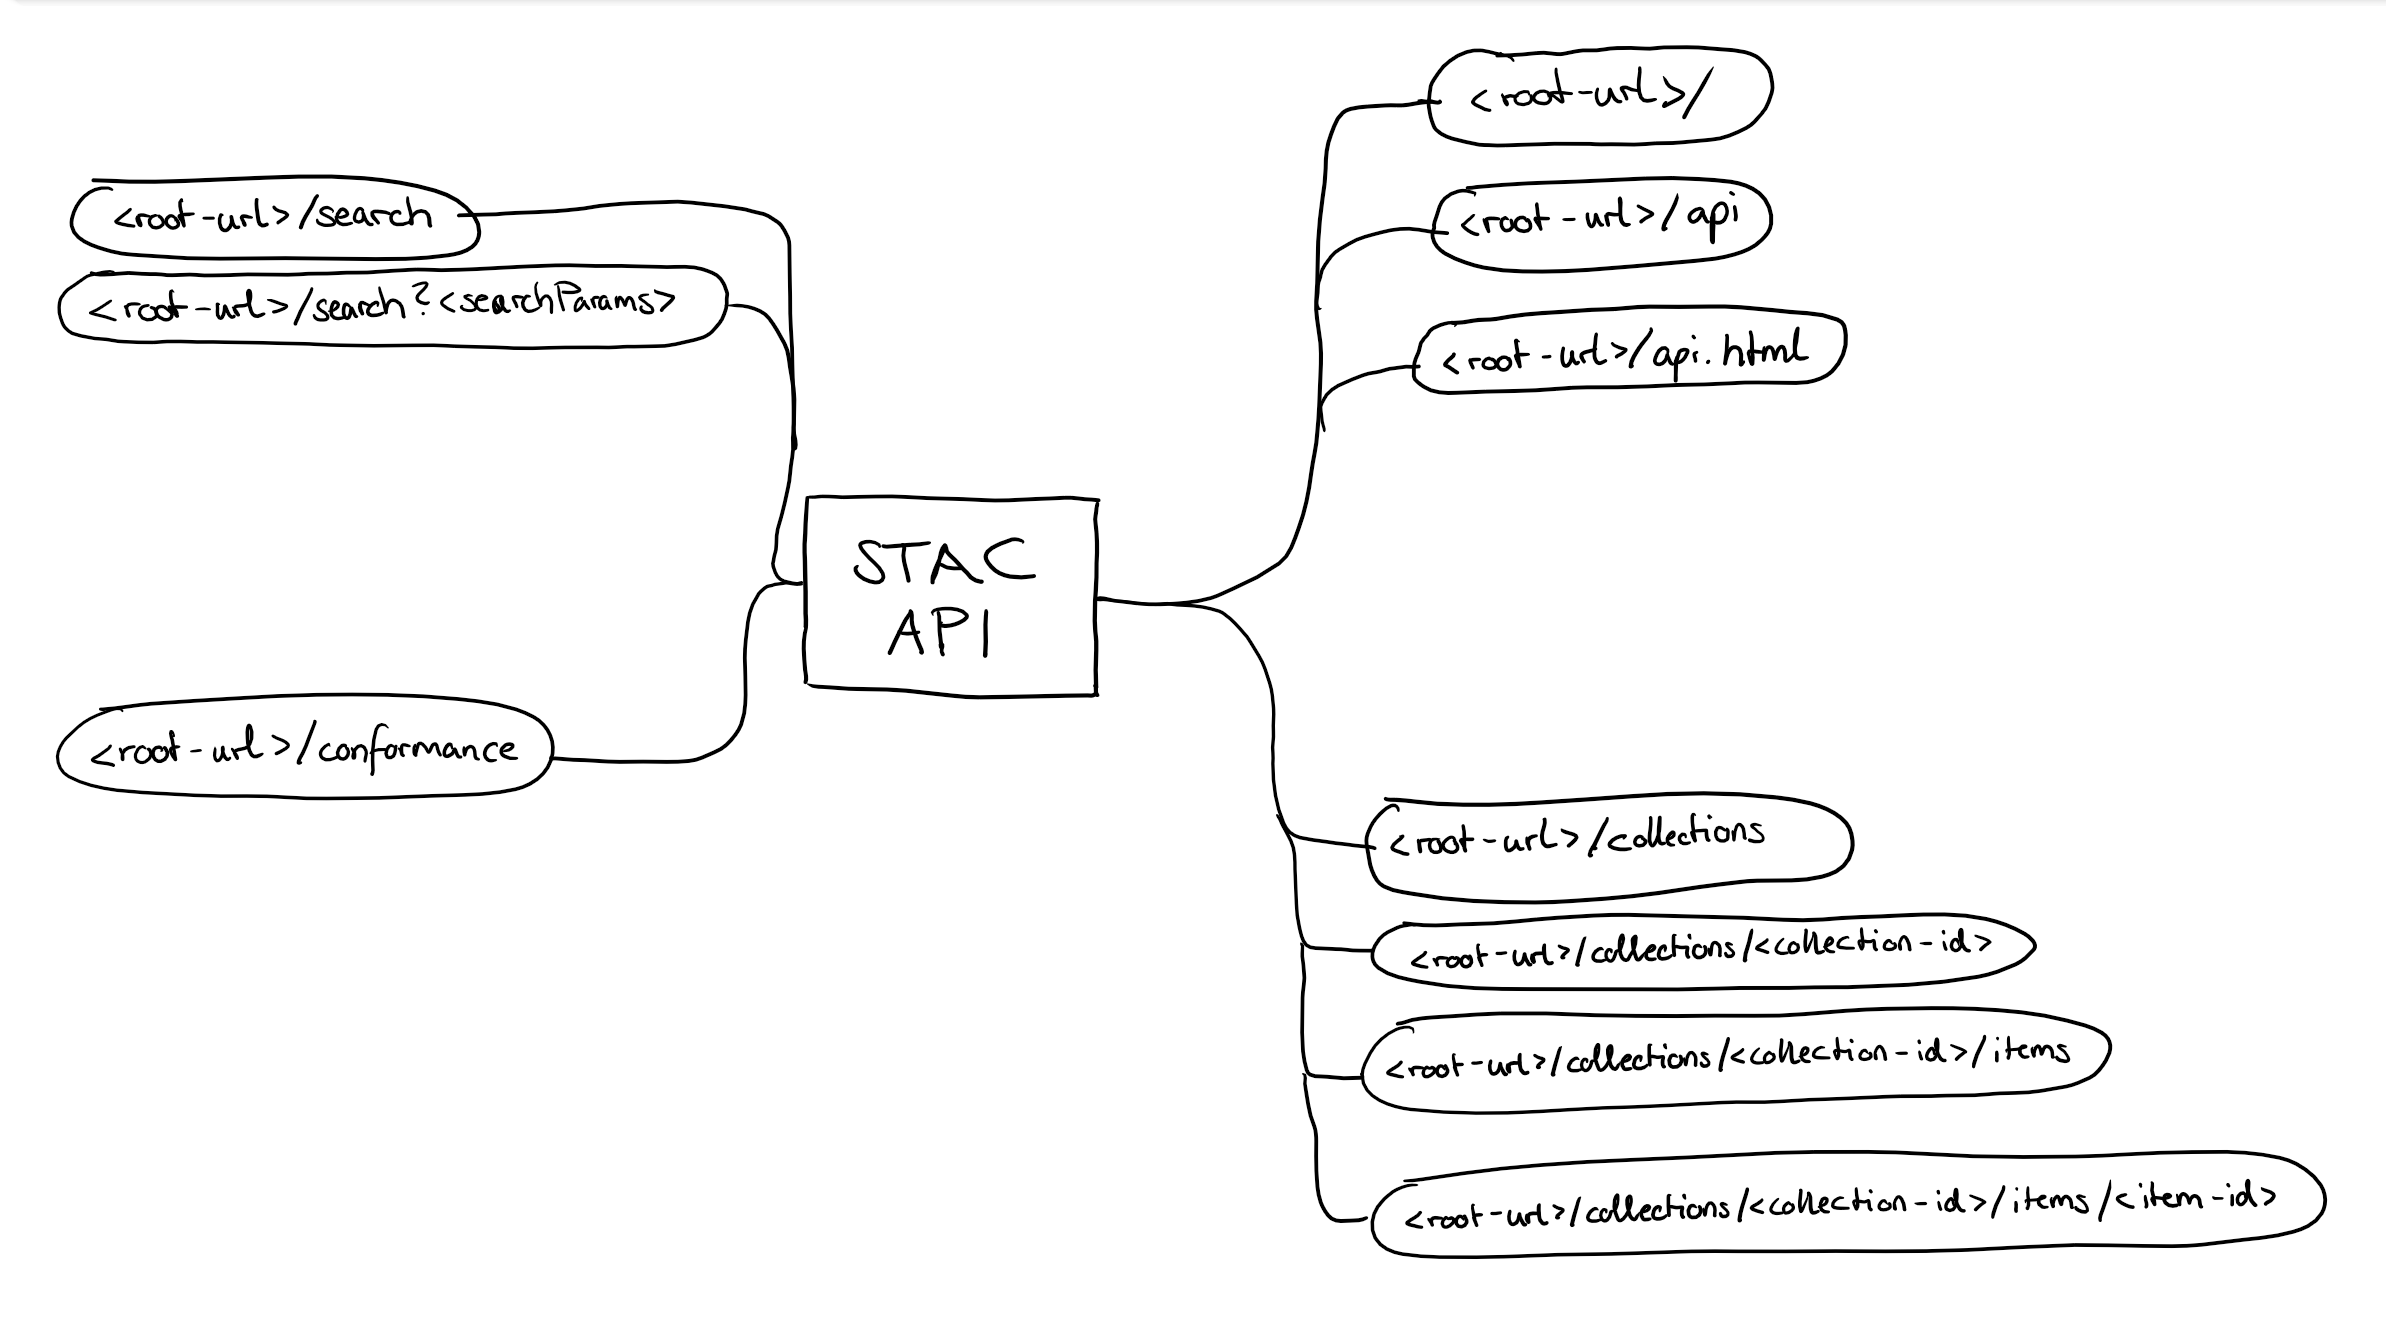 <root-url>/search
<root-url>/search?<searchParams>
<root-url>/conformance
STAC
API
<root-url>/
<root-url>/api
<root-url>/api.html
<root-url>/collections
<root-url>/collections/<collection-id>
<root-url>/collections/<collection-id>/items
<root-url>/collections/<collection-id>/items/<item-id>